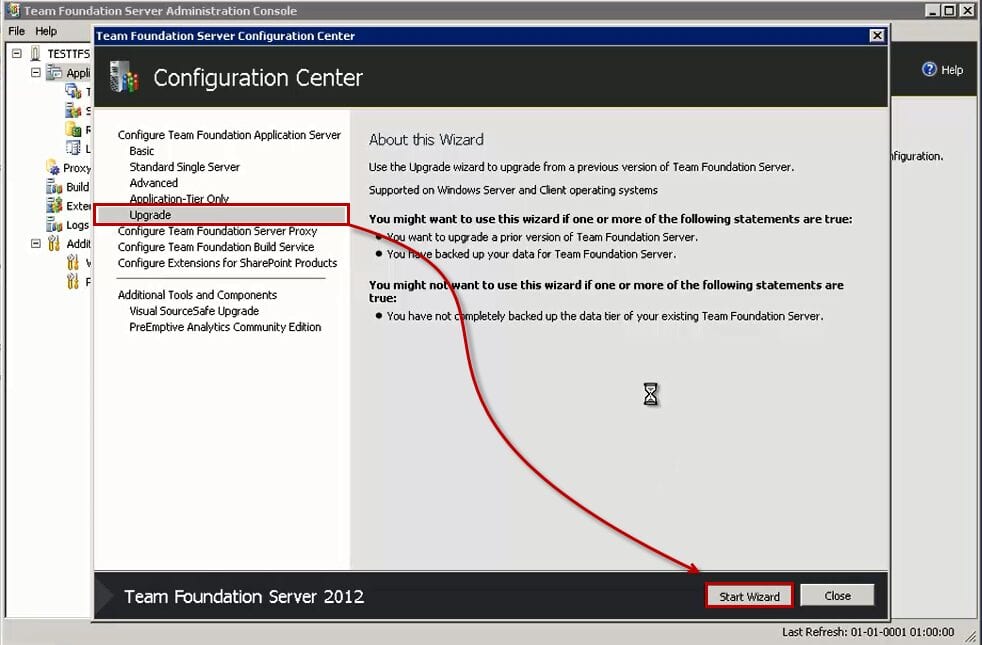 Team Foundation Server Administration Console
File Help
Team Foundation Server Configuration Center
Configuration Center
Help
TESTTFS
Appli
Proxy
Build
Exte
Logs
Addit
figuration.
Configure Team Foundation Application Server
Basic
Standard Single Server
Advanced
Application-Tier Only
Upgrade
Configure Team Foundation Server Proxy
Configure Team Foundation Build Service
Configure Extensions for SharePoint Products
Additional Tools and Components
Visual SourceSafe Upgrade
PreEmptive Analytics Community Edition
About this Wizard
Use the Upgrade wizard to upgrade from a previous version of Team Foundation Server.
Supported on Windows Server and Client operating systems
You might want to use this wizard if one or more of the following statements are true:
● You want to upgrade a prior version of Team Foundation Server.
● You have backed up your data for Team Foundation Server.
You might not want to use this wizard if one or more of the following statements are
true:
● You have not completely backed up the data tier of your existing Team Foundation Server.
Team Foundation Server 2012
Start Wizard
Close
Last Refresh: 01-01-0001 01:00:00